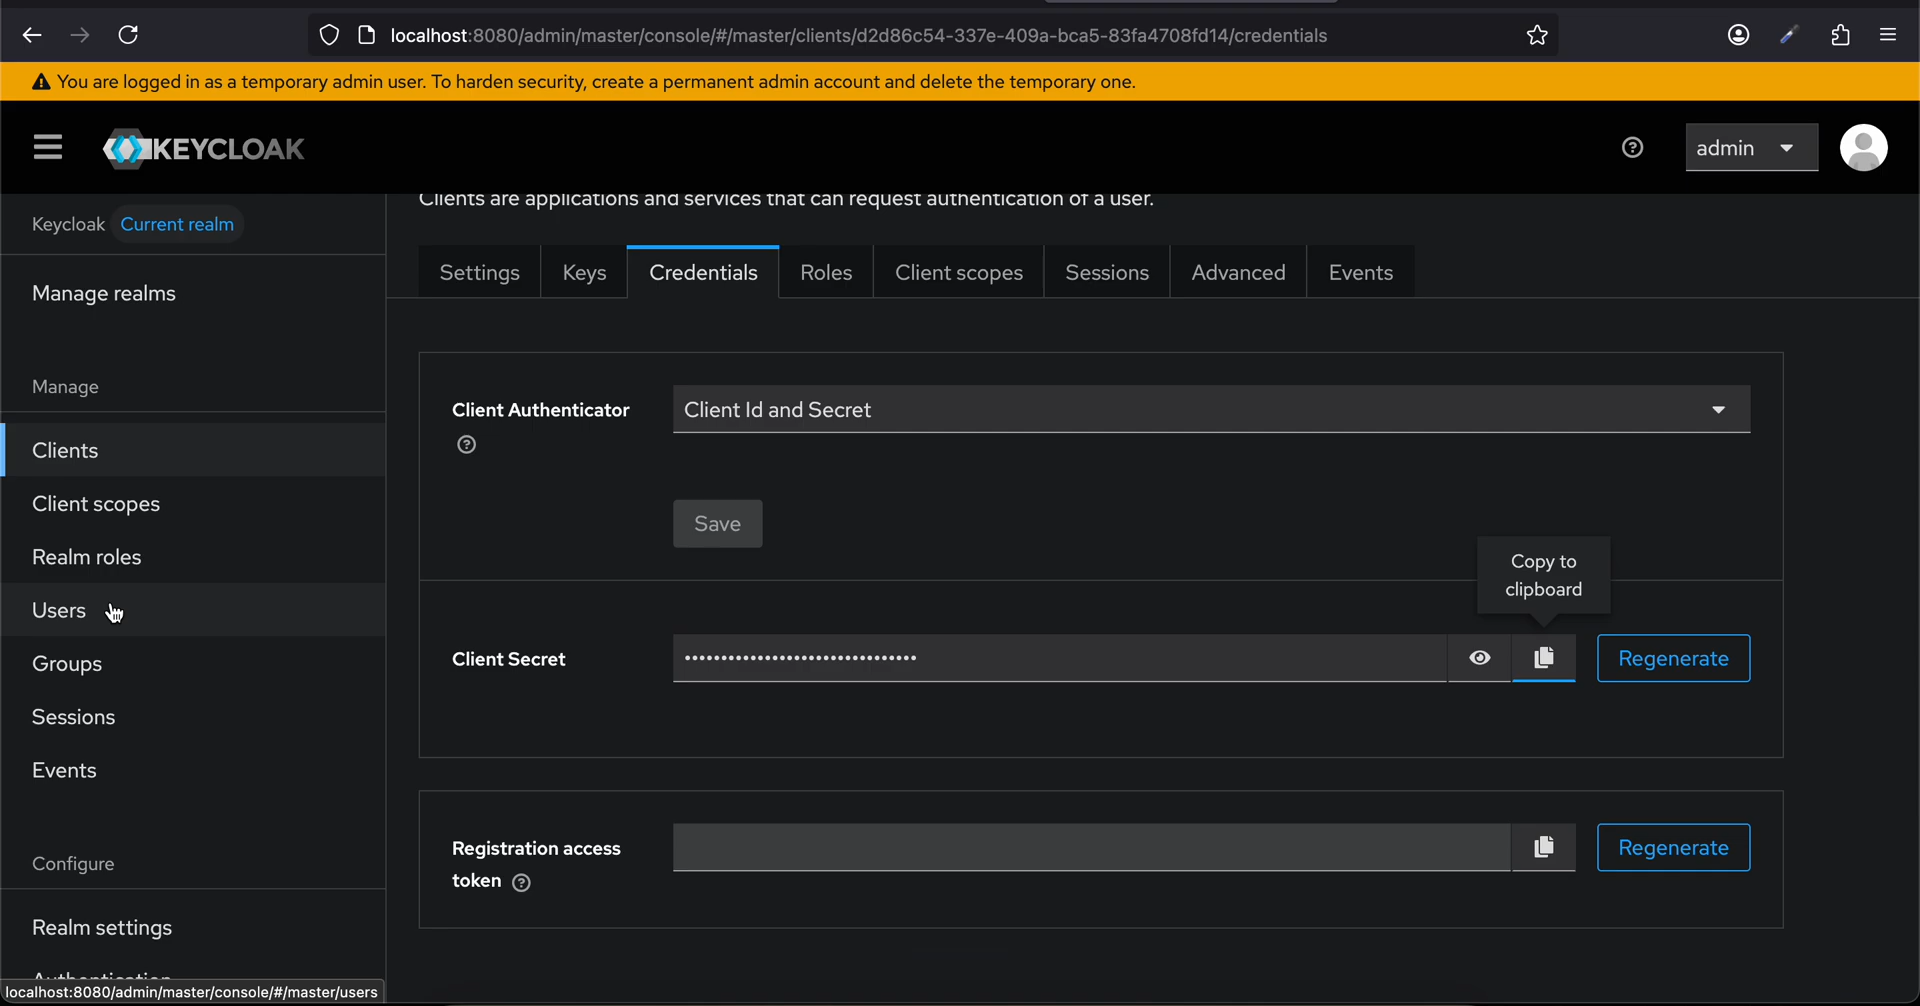 localhost:8080/admin/master/console/#/master/clients/d2d86c54-337e-409a-bca5-83fa4708fd14/credentials
You are logged in as a temporary admin user. To harden security, create a permanent admin account and delete the temporary one.
KEYCLOAK
admin
Keycloak Current realm
Manage realms
Manage
Clients
Client scopes
Realm roles
Users
Groups
Sessions
Events
Configure
Realm settings
Authentication
localhost:8080/admin/master/console/#/master/users
Clients are applications and services that can request authentication of a user.
Settings Keys Credentials Roles Client scopes Sessions Advanced Events
Client Authenticator
Client Id and Secret
Save
Copy to
clipboard
Client Secret
••••••••••••••••••••••••••••••••
Regenerate
Registration access
token
Regenerate